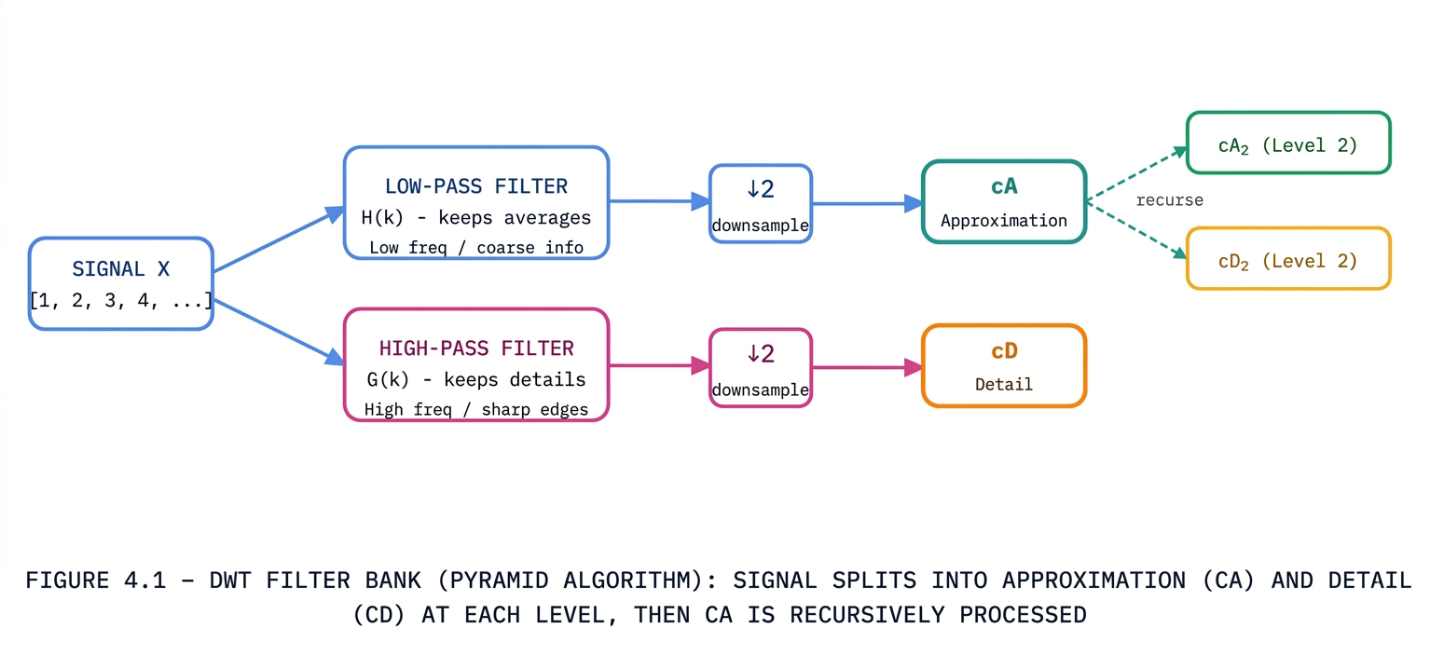 SIGNAL X
[1, 2, 3, 4, ...]
LOW-PASS FILTER
H(k) - keeps averages
Low freq / coarse info
↓2
downsample
cA
Approximation
recurse
cA₂ (Level 2)
cD₂ (Level 2)
HIGH-PASS FILTER
G(k) - keeps details
High freq / sharp edges
↓2
downsample
cD
Detail
FIGURE 4.1 – DWT FILTER BANK (PYRAMID ALGORITHM): SIGNAL SPLITS INTO APPROXIMATION (CA) AND DETAIL
(CD) AT EACH LEVEL, THEN CA IS RECURSIVELY PROCESSED